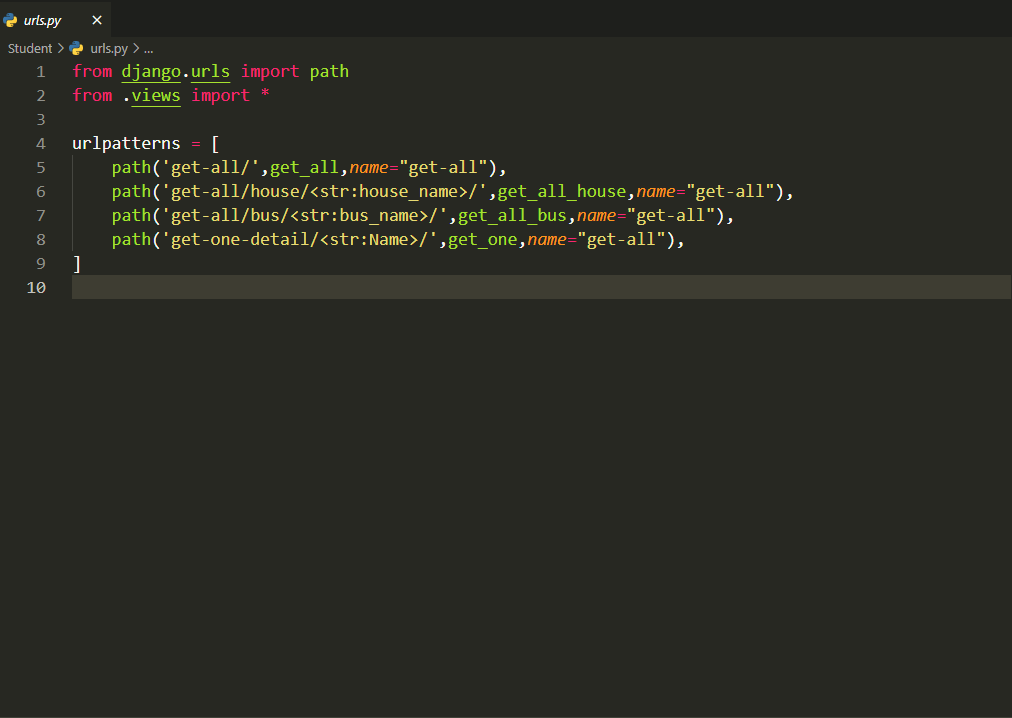 urls.py ×
Student > urls.py > ...
1 from django.urls import path
2 from .views import *
3
4 urlpatterns = [
5     path('get-all/',get_all,name="get-all"),
6     path('get-all/house/<str:house_name>/',get_all_house,name="get-all"),
7     path('get-all/bus/<str:bus_name>/',get_all_bus,name="get-all"),
8     path('get-one-detail/<str:Name>/',get_one,name="get-all"),
9 ]
10